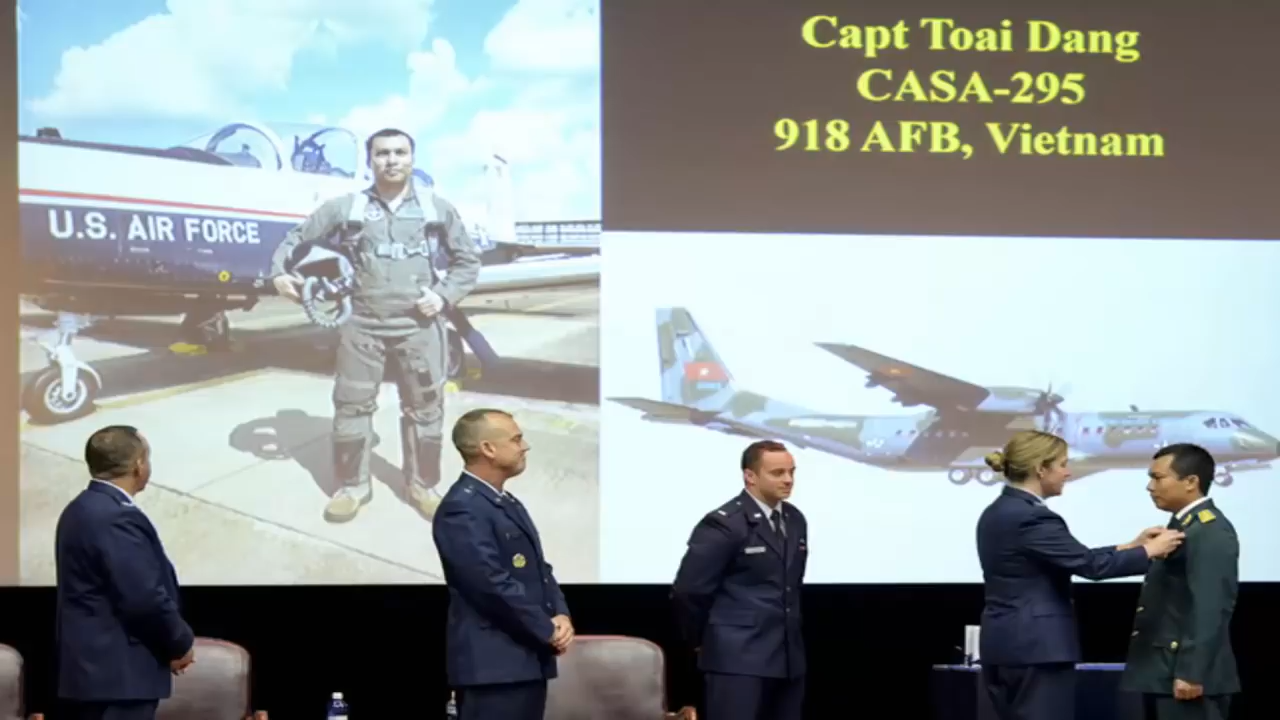 Capt Toai Dang
CASA-295
918 AFB, Vietnam
U.S. AIR FORCE